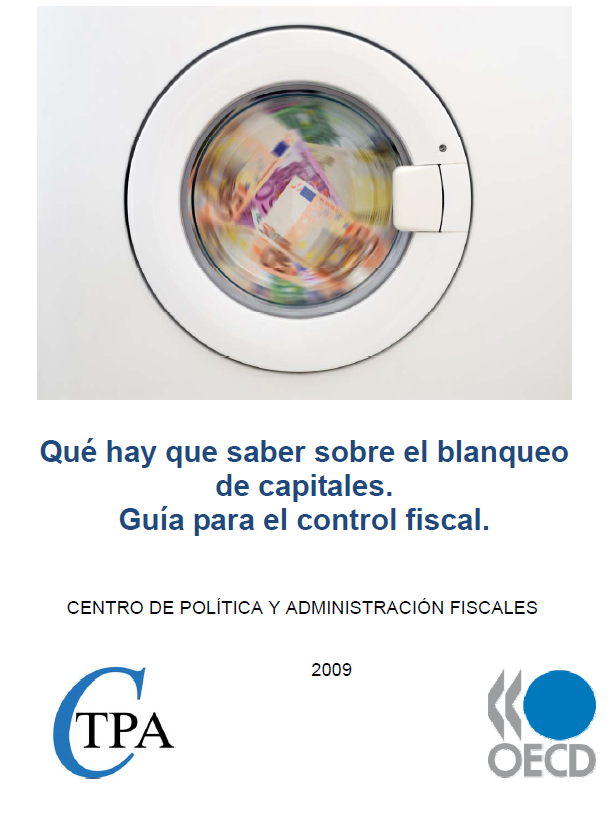 Qué hay que saber sobre el blanqueo
de capitales.
Guía para el control fiscal.
CENTRO DE POLÍTICA Y ADMINISTRACIÓN FISCALES
2009
CTPA
OECD